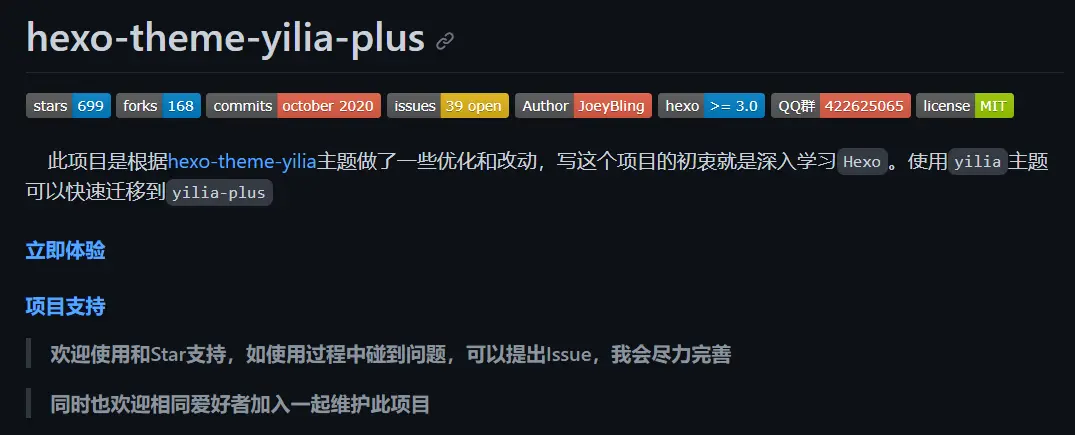 hexo-theme-yilia-plus
stars 699 forks 168 commits october 2020 issues 39 open Author JoeyBling hexo >= 3.0 QQ群 422625065 license MIT
此项目是根据hexo-theme-yilia主题做了一些优化和改动，写这个项目的初衷就是深入学习Hexo。使用yilia主题
可以快速迁移到yilia-plus
立即体验
项目支持
欢迎使用和Star支持，如使用过程中碰到问题，可以提出Issue，我会尽力完善
同时也欢迎相同爱好者加入一起维护此项目